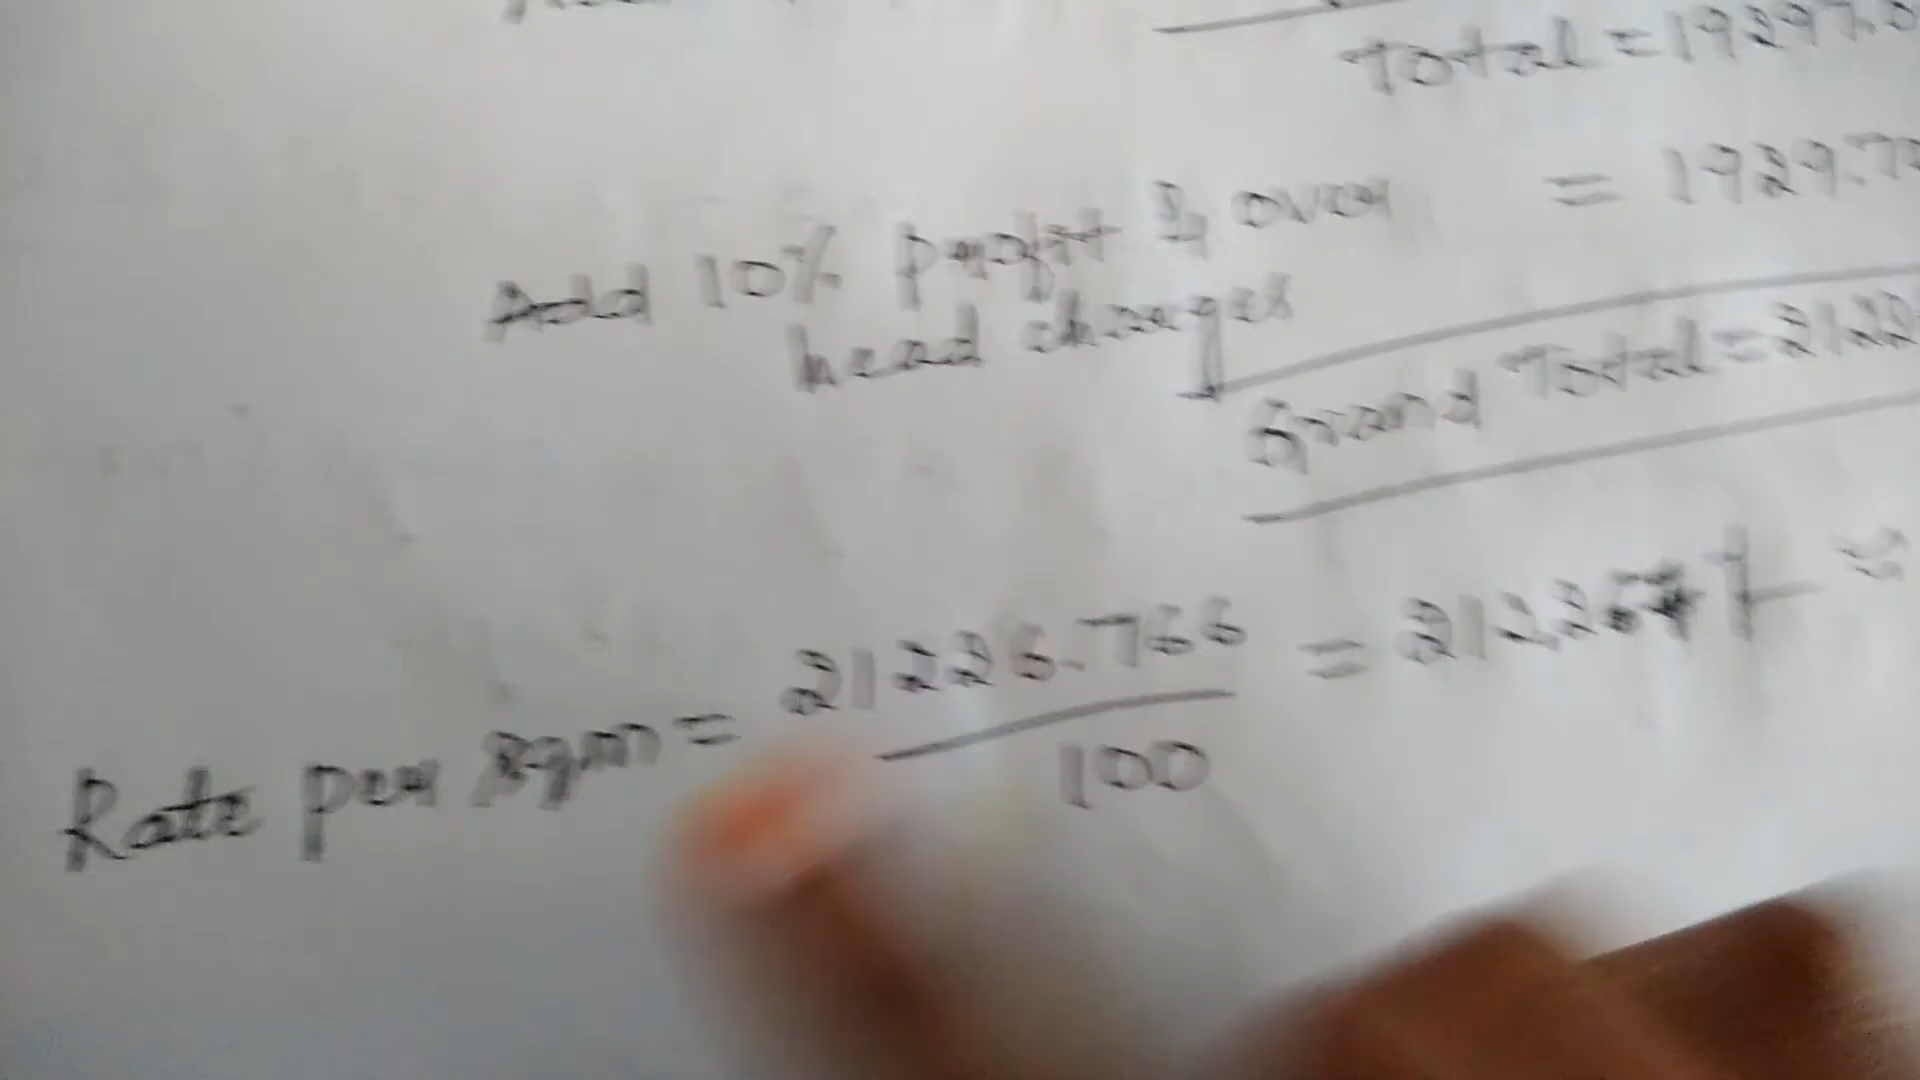 Total = 19297.0
Add 10% profit & over = 1929.7
head charges
Grand Total = 2122
Rate per sqm = 21226.766 = 212.267
100